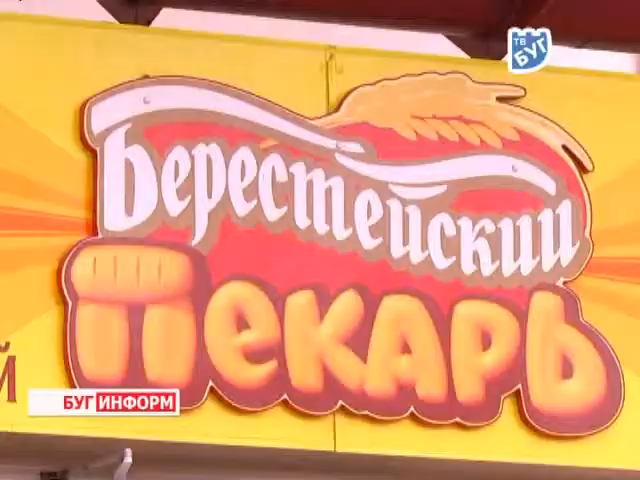 ТВ
БУГ
Берестейский
Пекарь
Й
БУГ ИНФОРМ